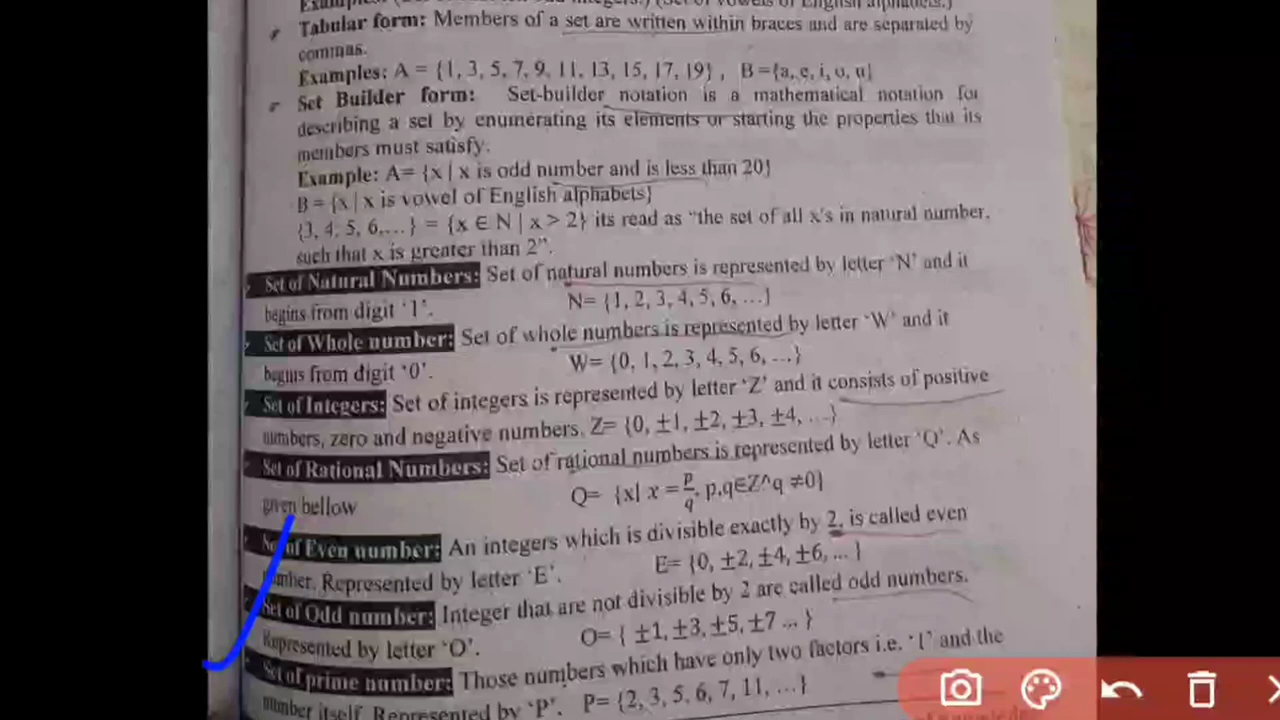 Tabular form: Members of a set are written within braces and are separated by
commas.
Examples: A = {1, 3, 5, 7, 9, 11, 13, 15, 17, 19}, B={a, e, i, o, u}
Set Builder form: Set-builder notation is a mathematical notation for
describing a set by enumerating its elements or starting the properties that its
members must satisfy.
Example: A= {x | x is odd number and is less than 20}
B = {x | x is vowel of English alphabets}
{3, 4, 5, 6,...} = {x ∈ N | x > 2} its read as "the set of all x's in natural number,
such that x is greater than 2".
Set of Natural Numbers: Set of natural numbers is represented by letter 'N' and it
begins from digit '1'. N= {1, 2, 3, 4, 5, 6, ...}
Set of Whole number: Set of whole numbers is represented by letter 'W' and it
begins from digit '0'. W= {0, 1, 2, 3, 4, 5, 6, ...}
Set of Integers: Set of integers is represented by letter 'Z' and it consists of positive
numbers, zero and negative numbers. Z= {0, ±1, ±2, ±3, ±4, ...}
Set of Rational Numbers: Set of rational numbers is represented by letter 'Q'. As
given bellow Q= {x| x = p/q, p,q∈Z^q ≠0}
Set of Even number: An integers which is divisible exactly by 2, is called even
number. Represented by letter 'E'. E= {0, ±2, ±4, ±6, ... }
Set of Odd number: Integer that are not divisible by 2 are called odd numbers.
Represented by letter 'O'. O= { ±1, ±3, ±5, ±7 ... }
Set of prime number: Those numbers which have only two factors i.e. '1' and the
number itself. Represented by 'P'. P= {2, 3, 5, 6, 7, 11, ...}